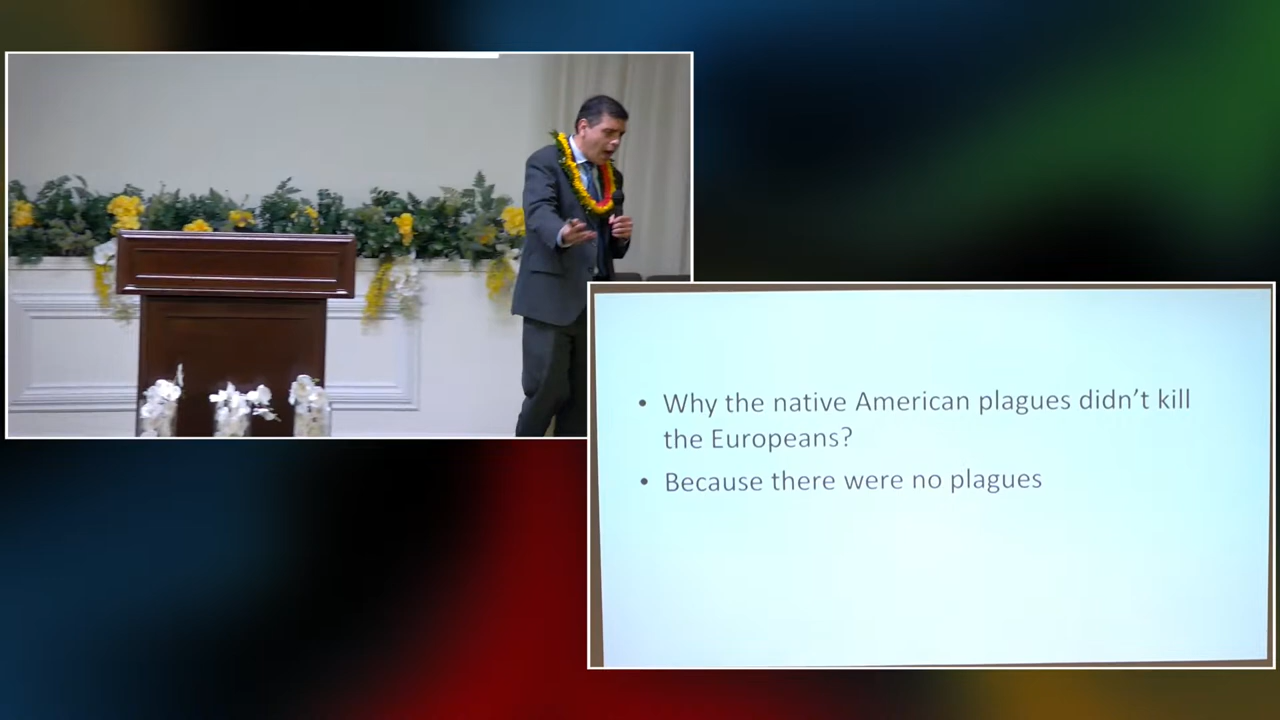 • Why the native American plagues didn't kill
the Europeans?
• Because there were no plagues